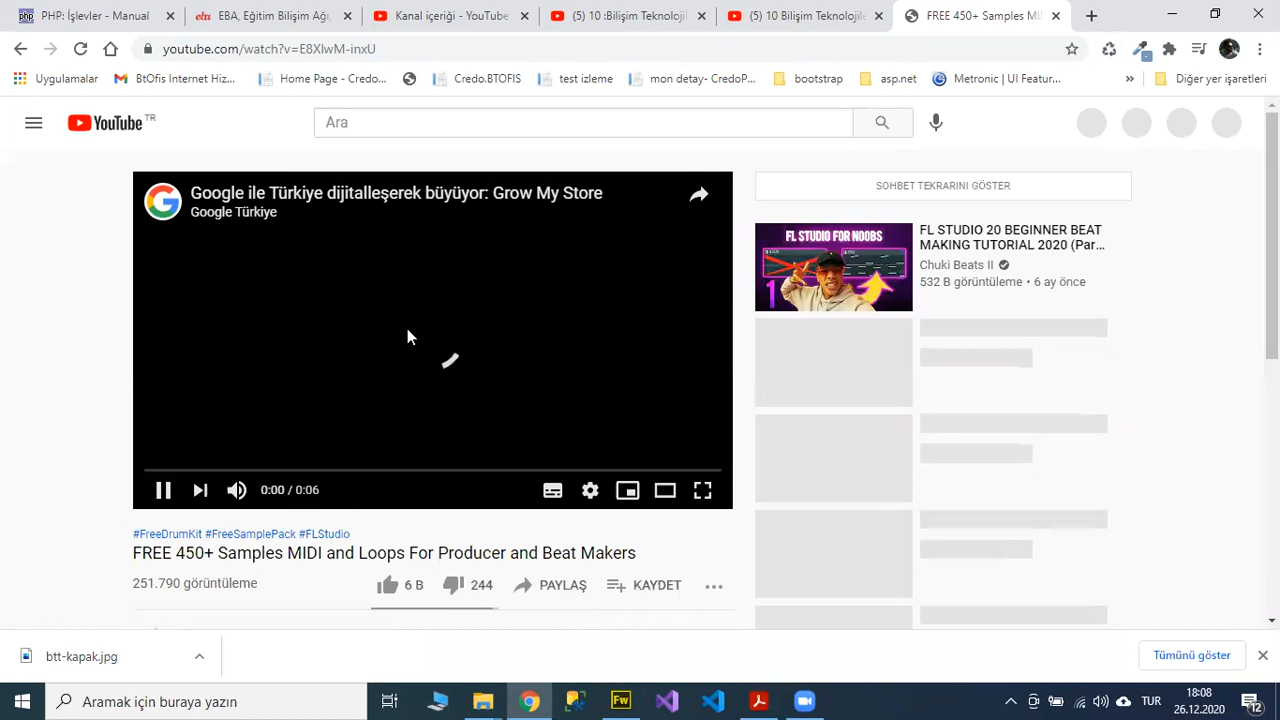 PHP: İşlevler - Manual
eba EBA, Eğitim Bilişim Ağı,
Kanal içeriği - YouTube
(5) 10 :Bilişim Teknoloji
(5) 10 Bilişim Teknolojile
FREE 450+ Samples MI
youtube.com/watch?v=E8XlwM-inxU
Uygulamalar
BtOfis Internet Hiz...
Home Page - Credo...
Credo.BTOFIS
test izleme
mon detay- CredoP...
bootstrap
asp.net
Metronic | UI Featur...
»
Diğer yer işaretleri
YouTube TR
Ara
Google ile Türkiye dijitalleşerek büyüyor: Grow My Store
Google Türkiye
SOHBET TEKRARINI GÖSTER
FL STUDIO FOR NOOBS
1
FL STUDIO 20 BEGINNER BEAT
MAKING TUTORIAL 2020 (Par...
Chuki Beats II
532 B görüntüleme • 6 ay önce
0:00 / 0:06
#FreeDrumKit #FreeSamplePack #FLStudio
FREE 450+ Samples MIDI and Loops For Producer and Beat Makers
251.790 görüntüleme
6 B
244
PAYLAŞ
KAYDET
btt-kapak.jpg
Tümünü göster
Aramak için buraya yazın
Fw
TUR
18:08
26.12.2020
12